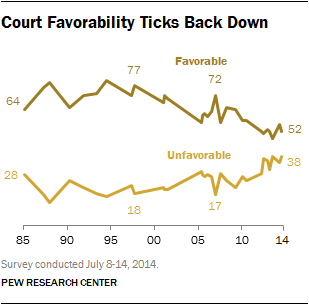 Court Favorability Ticks Back Down
Favorable
77
72
64
52
Unfavorable
38
28
18
17
85 90 95 00 05 10 14
Survey conducted July 8-14, 2014.
PEW RESEARCH CENTER